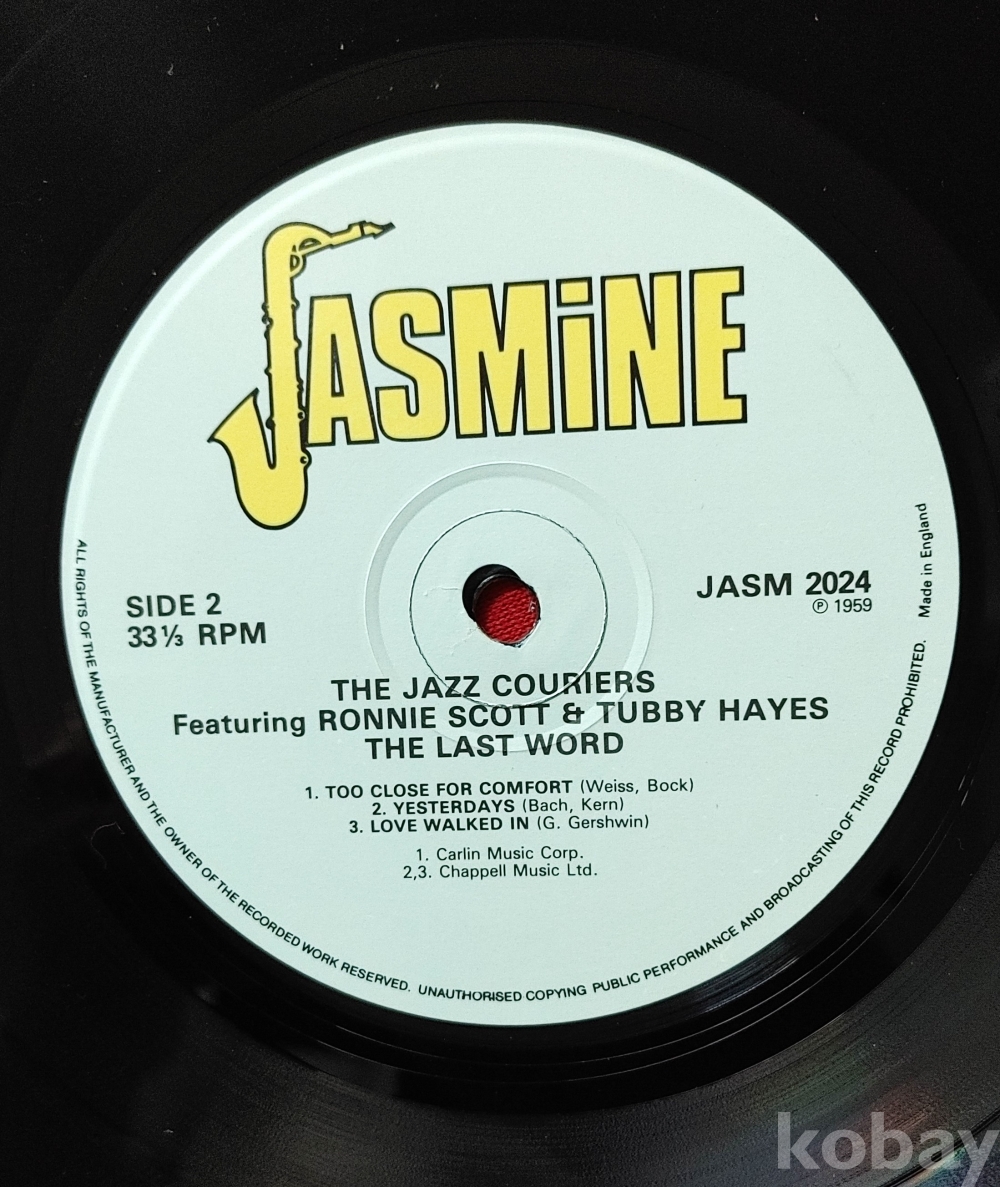 JASMiNE
SIDE 2
33⅓ RPM
JASM 2024
℗ 1959
Made in England
THE JAZZ COURIERS
Featuring RONNIE SCOTT & TUBBY HAYES
THE LAST WORD
1. TOO CLOSE FOR COMFORT (Weiss, Bock)
2. YESTERDAYS (Bach, Kern)
3. LOVE WALKED IN (G. Gershwin)
1. Carlin Music Corp.
2,3. Chappell Music Ltd.
ALL RIGHTS OF THE MANUFACTURER AND THE OWNER OF THE RECORDED WORK RESERVED. UNAUTHORISED COPYING PUBLIC PERFORMANCE AND BROADCASTING OF THIS RECORD PROHIBITED.
kobay